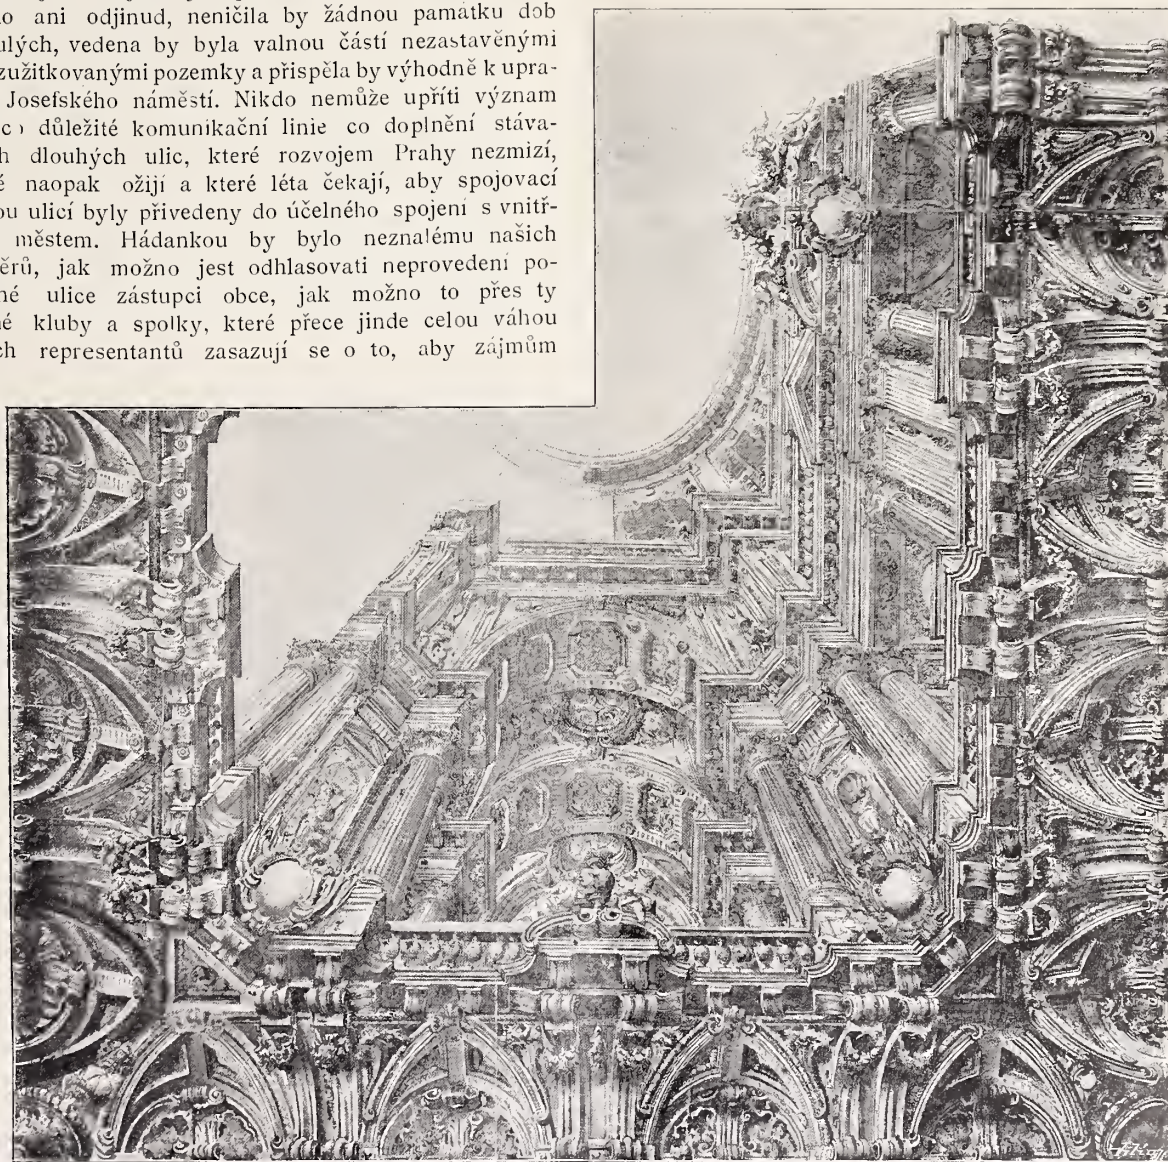 o ani odjinud, neničila by žádnou památku dob
ulých, vedena by byla valnou částí nezastavěnými
zužitkovanými pozemky a přispěla by výhodně k upra-
Josefského náměstí. Nikdo nemůže upříti význam
důležité komunikační linie co doplnění stáva-
h dlouhých ulic, které rozvojem Prahy nezmizí,
é naopak ožijí a které léta čekají, aby spojovací
ou ulicí byly přivedeny do účelného spojení s vnitř-
městem. Hádankou by bylo neznalému našich
ěrů, jak možno jest odhlasovati neprovedení po-
né ulice zástupci obce, jak možno to přes ty
né kluby a spolky, které přece jinde celou váhou
ch representantů zasazují se o to, aby zájmům